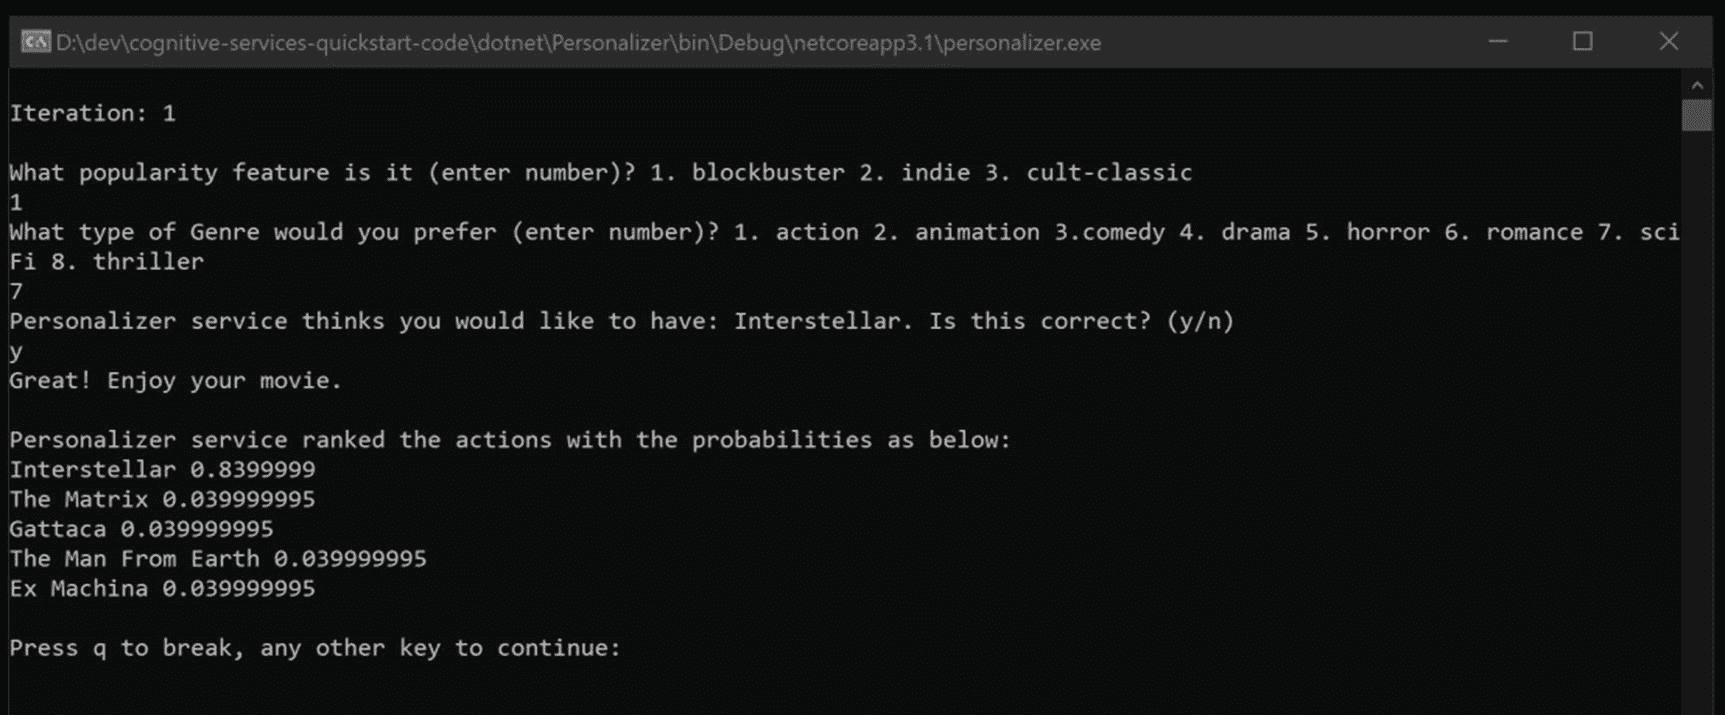 D:\dev\cognitive-services-quickstart-code\dotnet\Personalizer\bin\Debug\netcoreapp3.1\personalizer.exe
Iteration: 1
What popularity feature is it (enter number)? 1. blockbuster 2. indie 3. cult-classic
1
What type of Genre would you prefer (enter number)? 1. action 2. animation 3.comedy 4. drama 5. horror 6. romance 7. sci
Fi 8. thriller
7
Personalizer service thinks you would like to have: Interstellar. Is this correct? (y/n)
y
Great! Enjoy your movie.
Personalizer service ranked the actions with the probabilities as below:
Interstellar 0.8399999
The Matrix 0.039999995
Gattaca 0.039999995
The Man From Earth 0.039999995
Ex Machina 0.039999995
Press q to break, any other key to continue: